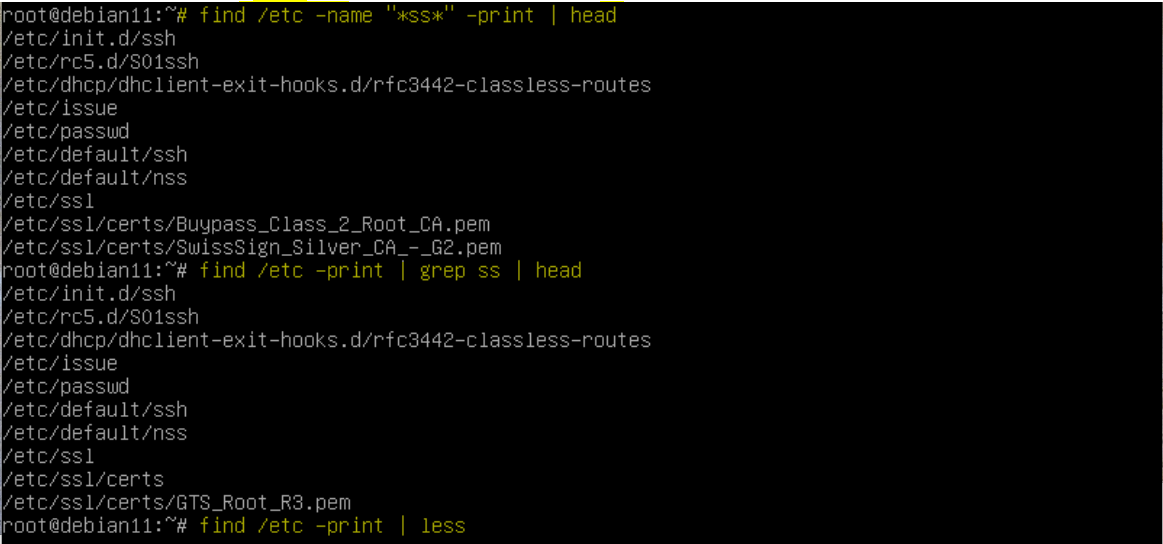 root@debian11:~# find /etc -name "*ss*" -print | head
/etc/init.d/ssh
/etc/rc5.d/S01ssh
/etc/dhcp/dhclient-exit-hooks.d/rfc3442-classless-routes
/etc/issue
/etc/passwd
/etc/default/ssh
/etc/default/nss
/etc/ssl
/etc/ssl/certs/Buypass_Class_2_Root_CA.pem
/etc/ssl/certs/SwissSign_Silver_CA_-_G2.pem
root@debian11:~# find /etc -print | grep ss | head
/etc/init.d/ssh
/etc/rc5.d/S01ssh
/etc/dhcp/dhclient-exit-hooks.d/rfc3442-classless-routes
/etc/issue
/etc/passwd
/etc/default/ssh
/etc/default/nss
/etc/ssl
/etc/ssl/certs
/etc/ssl/certs/GTS_Root_R3.pem
root@debian11:~# find /etc -print | less